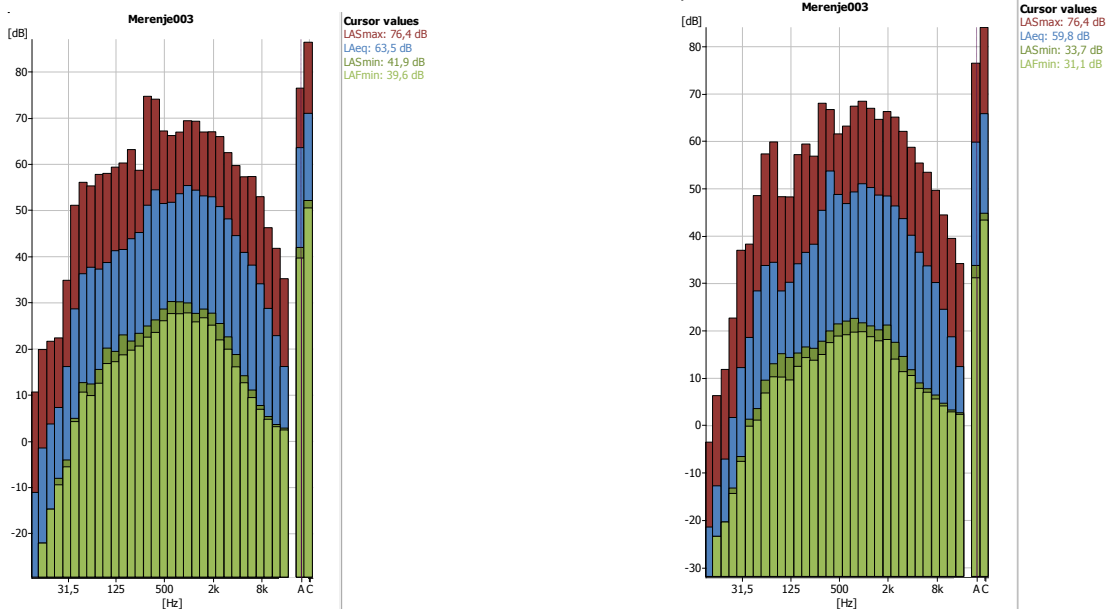 Merenje003
[dB]
80
70
60
50
40
30
20
10
0
-10
-20
31,5 125 500 2k 8k A C
[Hz]
Cursor values
LASmax: 76,4 dB
LAeq: 63,5 dB
LASmin: 41,9 dB
LAFmin: 39,6 dB
Merenje003
[dB]
80
70
60
50
40
30
20
10
0
-10
-20
-30
31,5 125 500 2k 8k A C
[Hz]
Cursor values
LASmax: 76,4 dB
LAeq: 59,8 dB
LASmin: 33,7 dB
LAFmin: 31,1 dB